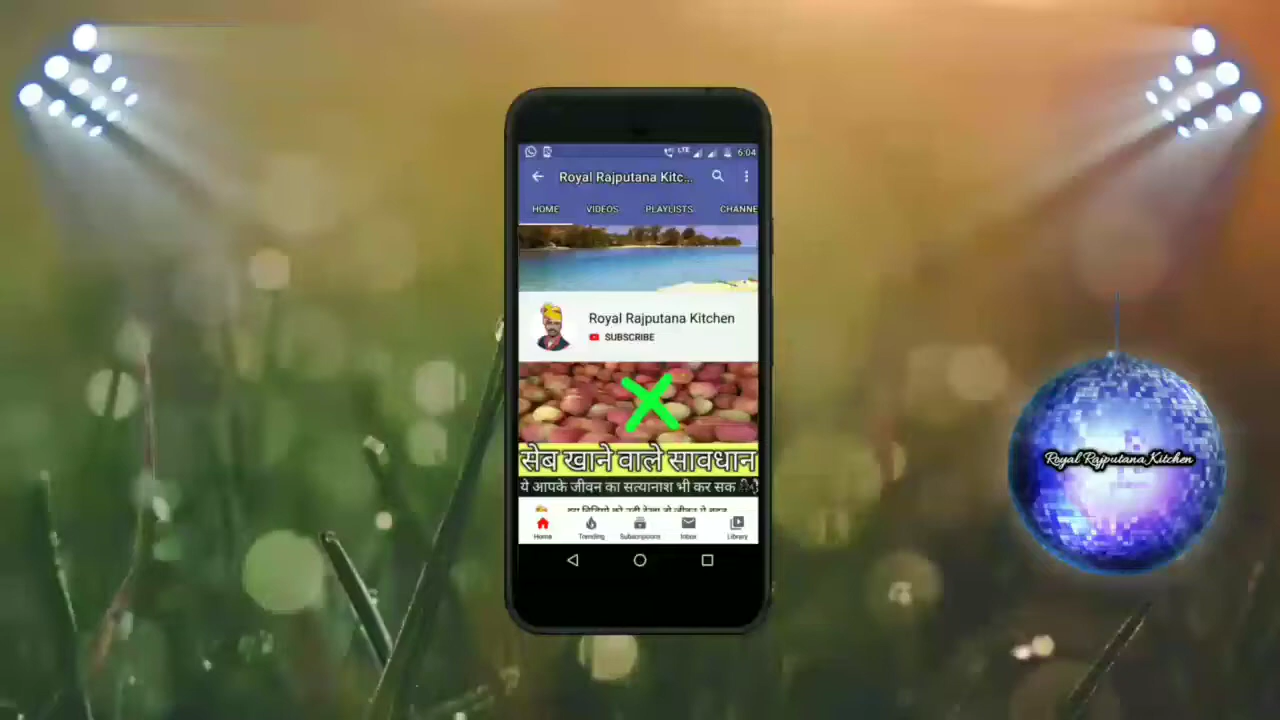 LTE 6:04
Royal Rajputana Kitc...
HOME VIDEOS PLAYLISTS CHANNE
Royal Rajputana Kitchen
SUBSCRIBE
सेब खाने वाले सावधान
ये आपके जीवन का सत्यानाश भी कर सक
Home Trending Subscriptions Inbox Library
Royal Rajputana Kitchen